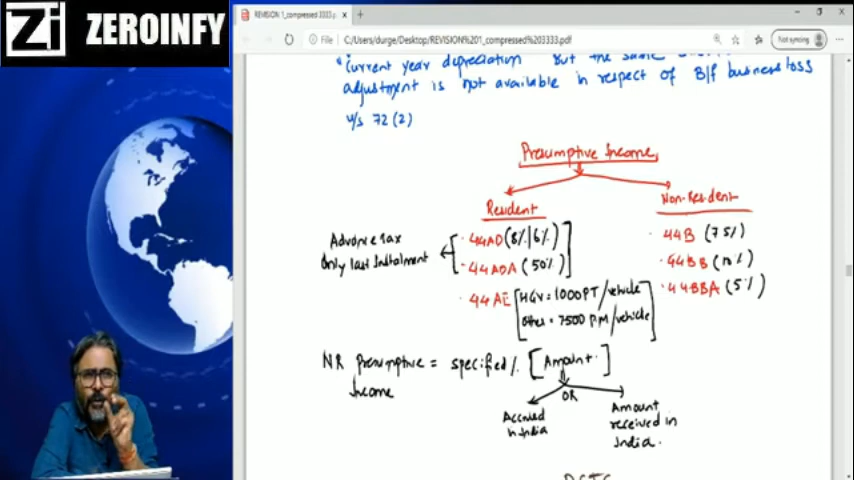 Zi ZEROINFY
REVISION 1_compressed 3333.pdf
File C:/Users/durge/Desktop/REVISION%201_compressed%203333.pdf
Not syncing
Current year depreciation But the same
adjustment is not available in respect of B/f business loss
u/s 72 (2)
Presumptive Income
Resident
Non-Resident
Advance Tax
Only last Instalment
44AD (8%/6%)
44ADA (50%)
44AE [HGV = 1000 PT/vehicle
other = 7500 P.M/vehicle]
44B (7.5%)
44BB (10%)
44BBA (5%)
NR Presumptive = specified % [Amount]
Income
OR
Accrued in India
Amount received in India.